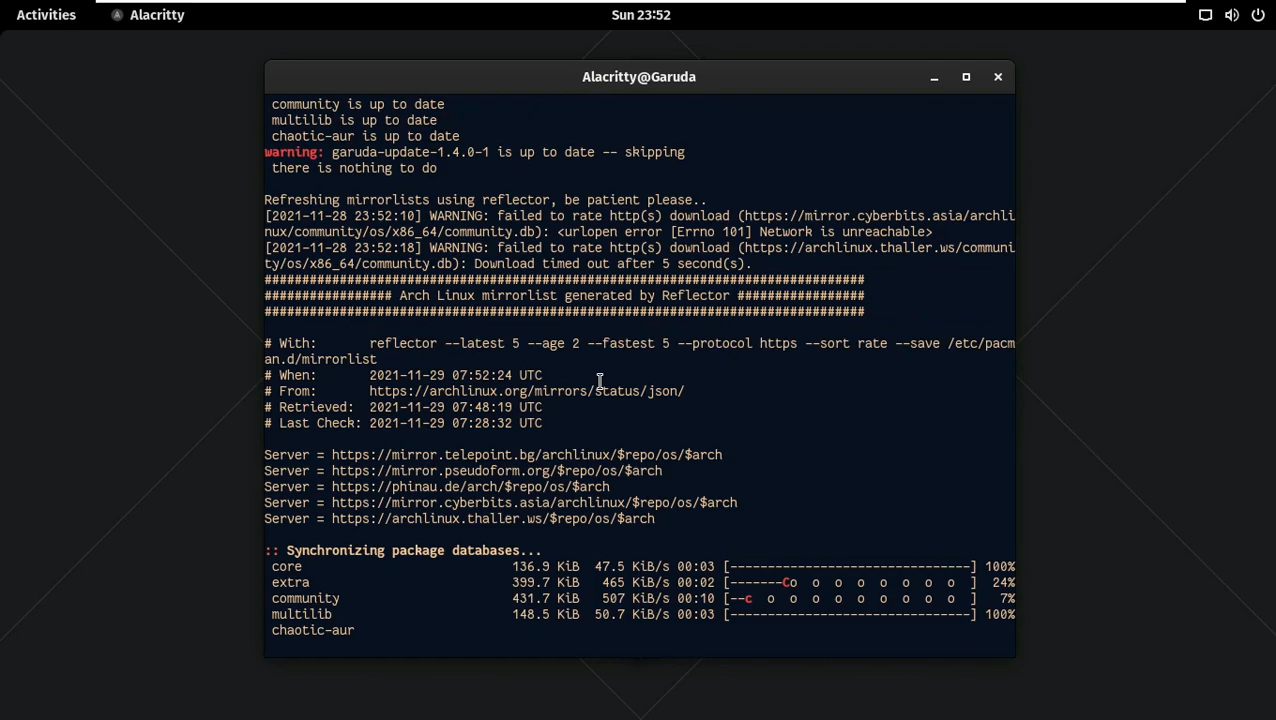 Activities Alacritty Sun 23:52
Alacritty@Garuda
community is up to date
multilib is up to date
chaotic-aur is up to date
warning: garuda-update-1.4.0-1 is up to date -- skipping
there is nothing to do
Refreshing mirrorlists using reflector, be patient please..
[2021-11-28 23:52:10] WARNING: failed to rate http(s) download (https://mirror.cyberbits.asia/archli
nux/community/os/x86_64/community.db): <urlopen error [Errno 101] Network is unreachable>
[2021-11-28 23:52:18] WARNING: failed to rate http(s) download (https://archlinux.thaller.ws/communi
ty/os/x86_64/community.db): Download timed out after 5 second(s).
################################################################################
################# Arch Linux mirrorlist generated by Reflector #################
################################################################################
# With: reflector --latest 5 --age 2 --fastest 5 --protocol https --sort rate --save /etc/pacm
an.d/mirrorlist
# When: 2021-11-29 07:52:24 UTC
# From: https://archlinux.org/mirrors/status/json/
# Retrieved: 2021-11-29 07:48:19 UTC
# Last Check: 2021-11-29 07:28:32 UTC
Server = https://mirror.telepoint.bg/archlinux/$repo/os/$arch
Server = https://mirror.pseudoform.org/$repo/os/$arch
Server = https://phinau.de/arch/$repo/os/$arch
Server = https://mirror.cyberbits.asia/archlinux/$repo/os/$arch
Server = https://archlinux.thaller.ws/$repo/os/$arch
:: Synchronizing package databases...
core 136.9 KiB 47.5 KiB/s 00:03 [--------------------------------] 100%
extra 399.7 KiB 465 KiB/s 00:02 [-------Co o o o o o o o ] 24%
community 431.7 KiB 507 KiB/s 00:10 [--c o o o o o o o o o ] 7%
multilib 148.5 KiB 50.7 KiB/s 00:03 [--------------------------------] 100%
chaotic-aur